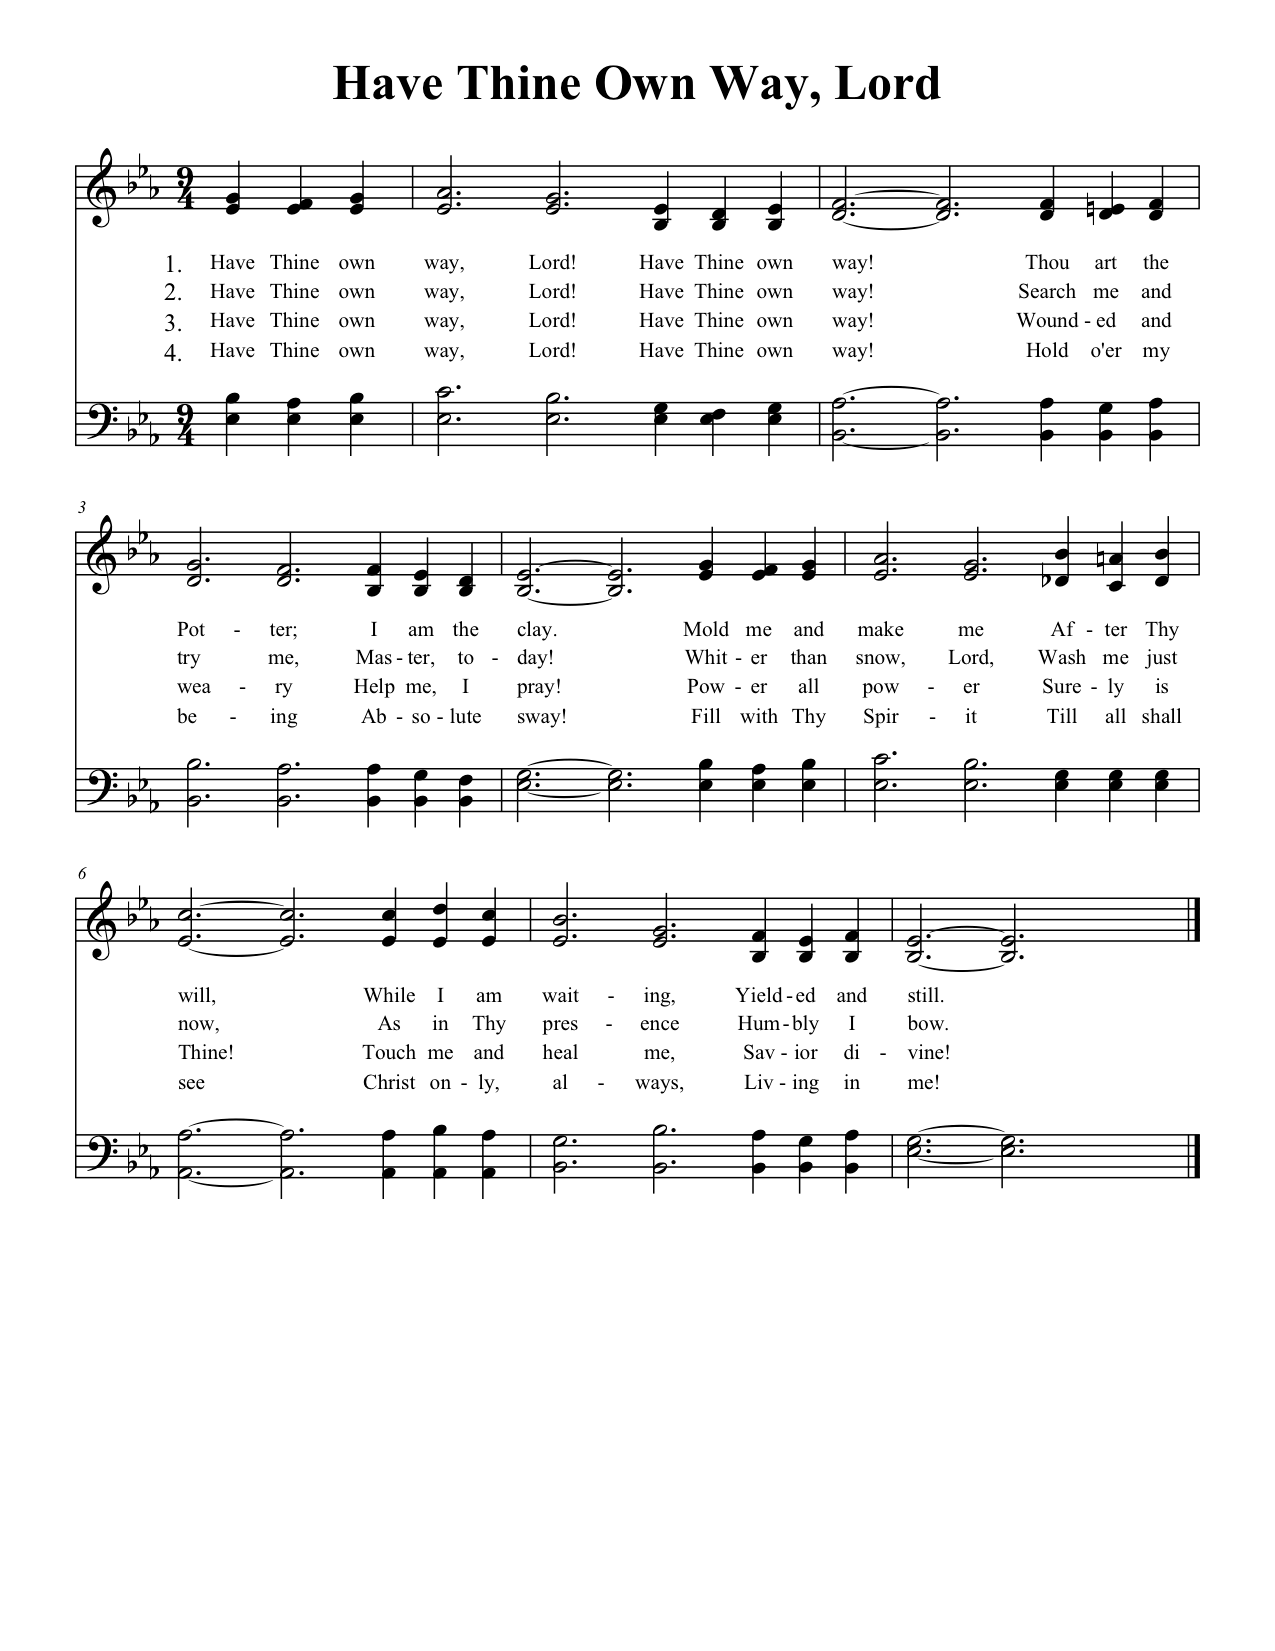 Have Thine Own Way, Lord
9
4
1. Have Thine own way, Lord! Have Thine own way! Thou art the
2. Have Thine own way, Lord! Have Thine own way! Search me and
3. Have Thine own way, Lord! Have Thine own way! Wound - ed and
4. Have Thine own way, Lord! Have Thine own way! Hold o'er my
9
4
3
Pot - ter; I am the clay. Mold me and make me Af - ter Thy
try me, Mas - ter, to - day! Whit - er than snow, Lord, Wash me just
wea - ry Help me, I pray! Pow - er all pow - er Sure - ly is
be - ing Ab - so - lute sway! Fill with Thy Spir - it Till all shall
6
will, While I am wait - ing, Yield - ed and still.
now, As in Thy pres - ence Hum - bly I bow.
Thine! Touch me and heal me, Sav - ior di - vine!
see Christ on - ly, al - ways, Liv - ing in me!